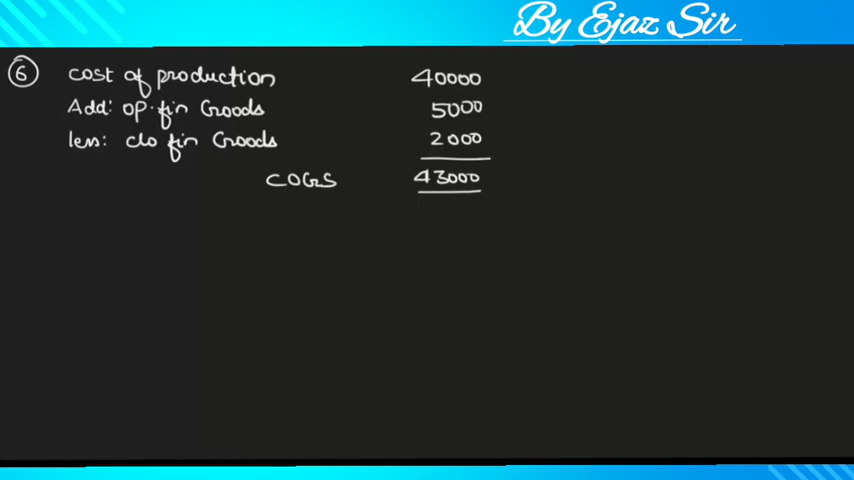 By Ejaz Sir
6 cost of production 40000
Add: op. fin Goods 5000
less: clo fin Goods 2000
COGS 43000